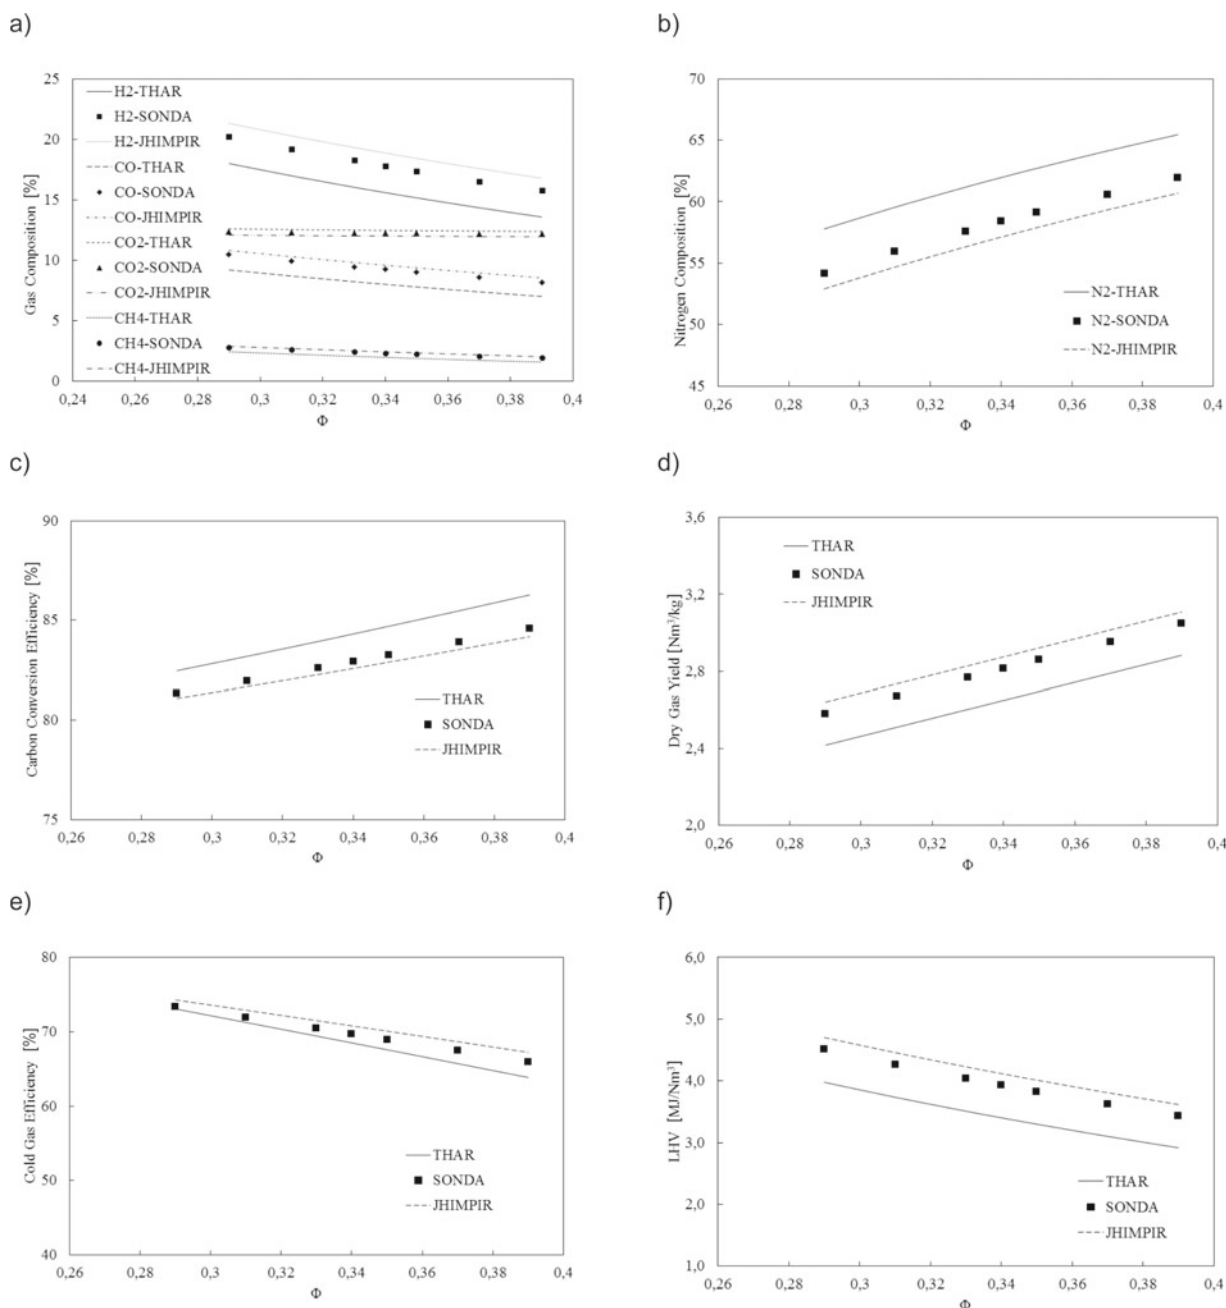 a)
Gas Composition [%]
25
20
15
10
5
0
H2-THAR
H2-SONDA
H2-JHIMPIR
CO-THAR
CO-SONDA
CO-JHIMPIR
CO2-THAR
CO2-SONDA
CO2-JHIMPIR
CH4-THAR
CH4-SONDA
CH4-JHIMPIR
0,24 0,26 0,28 0,3 0,32 0,34 0,36 0,38 0,4
Φ
b)
Nitrogen Composition [%]
70
65
60
55
50
45
N2-THAR
N2-SONDA
N2-JHIMPIR
0,26 0,28 0,3 0,32 0,34 0,36 0,38 0,4
Φ
c)
Carbon Conversion Efficiency [%]
90
85
80
75
THAR
SONDA
JHIMPIR
0,26 0,28 0,3 0,32 0,34 0,36 0,38 0,4
Φ
d)
Dry Gas Yield [Nm³/kg]
3,6
3,2
2,8
2,4
2,0
THAR
SONDA
JHIMPIR
0,26 0,28 0,3 0,32 0,34 0,36 0,38 0,4
Φ
e)
Cold Gas Efficiency [%]
80
70
60
50
40
THAR
SONDA
JHIMPIR
0,26 0,28 0,3 0,32 0,34 0,36 0,38 0,4
Φ
f)
LHV [MJ/Nm³]
6,0
5,0
4,0
3,0
2,0
1,0
THAR
SONDA
JHIMPIR
0,26 0,28 0,3 0,32 0,34 0,36 0,38 0,4
Φ